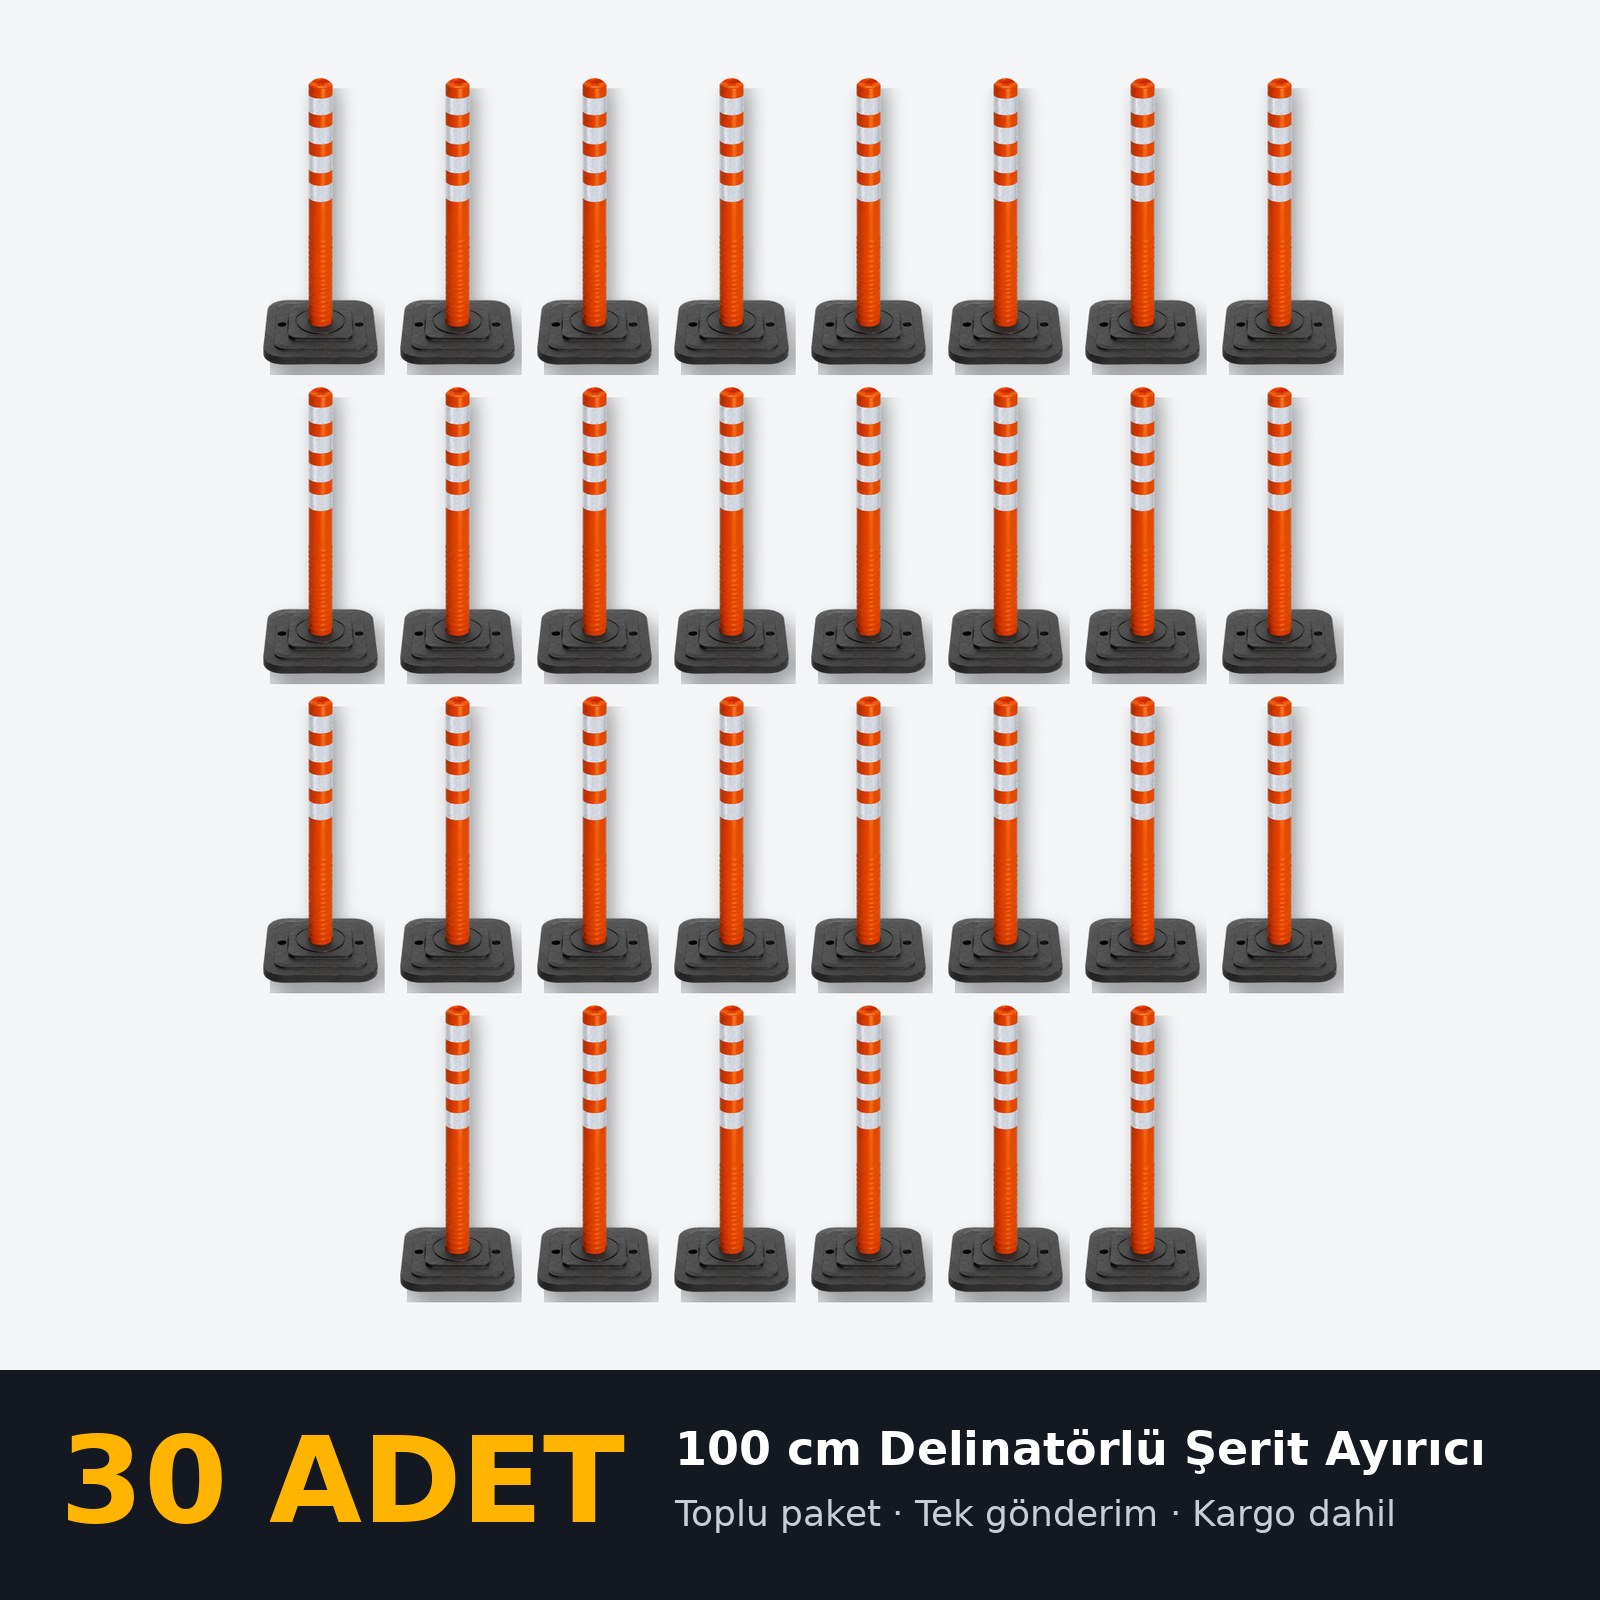 30 ADET
100 cm Delinatörlü Şerit Ayırıcı
Toplu paket · Tek gönderim · Kargo dahil